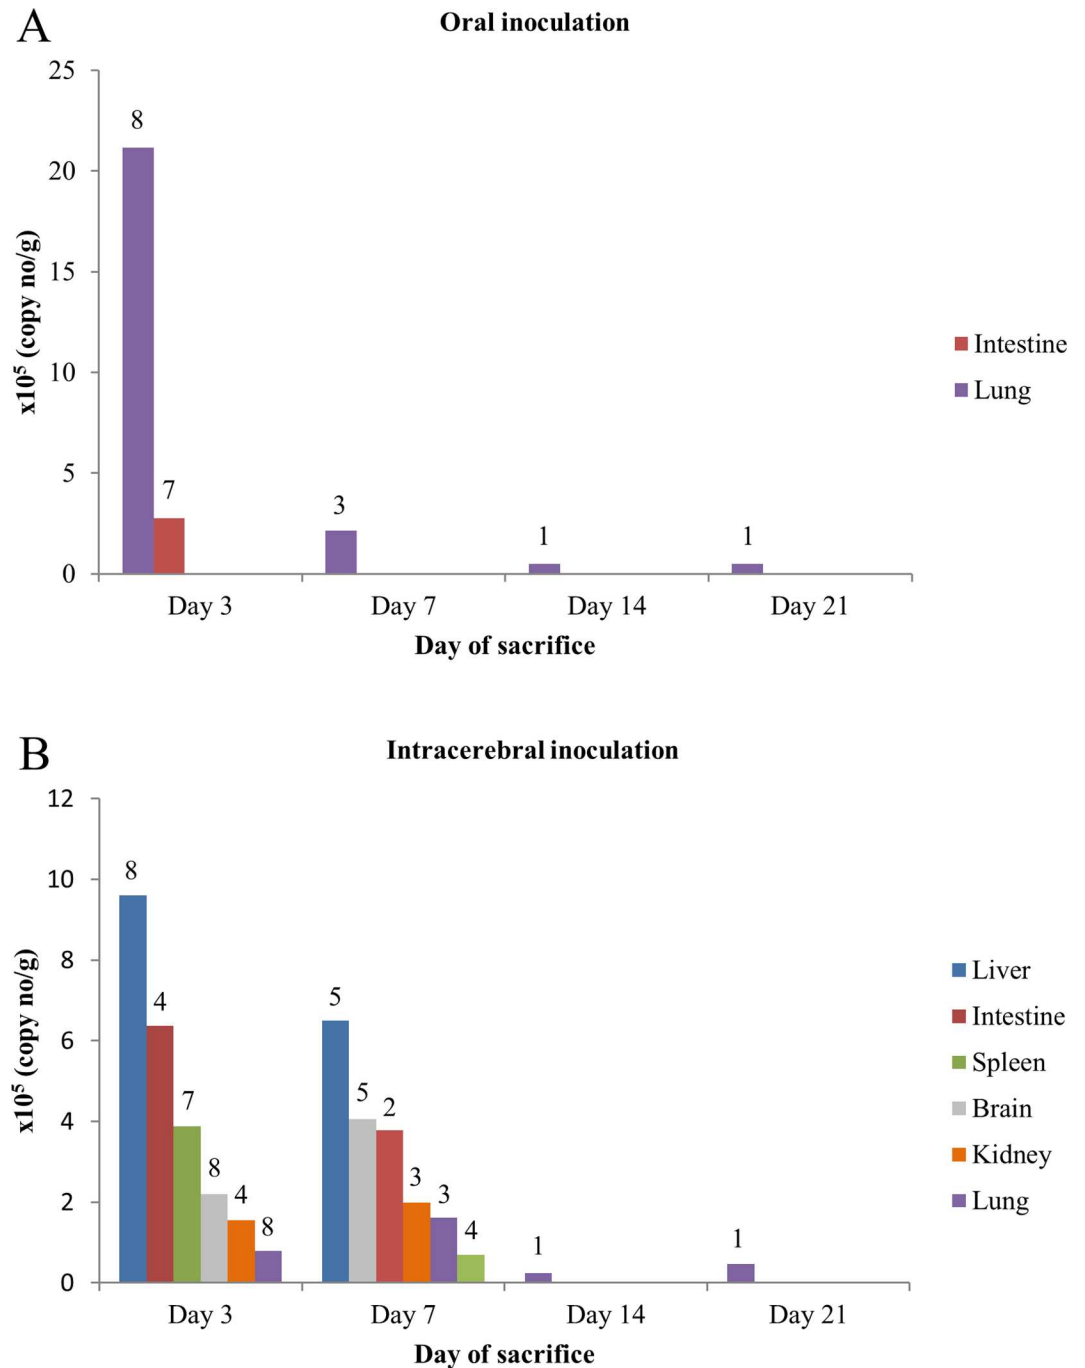 A
Oral inoculation
25
20
15
10
5
0
x10⁵ (copy no/g)
8
7
3
1
1
Intestine
Lung
Day 3 Day 7 Day 14 Day 21
Day of sacrifice
B
Intracerebral inoculation
12
10
8
6
4
2
0
x10⁵ (copy no/g)
8
4
7
8
4
8
5
5
2
3
3
4
1
1
Liver
Intestine
Spleen
Brain
Kidney
Lung
Day 3 Day 7 Day 14 Day 21
Day of sacrifice